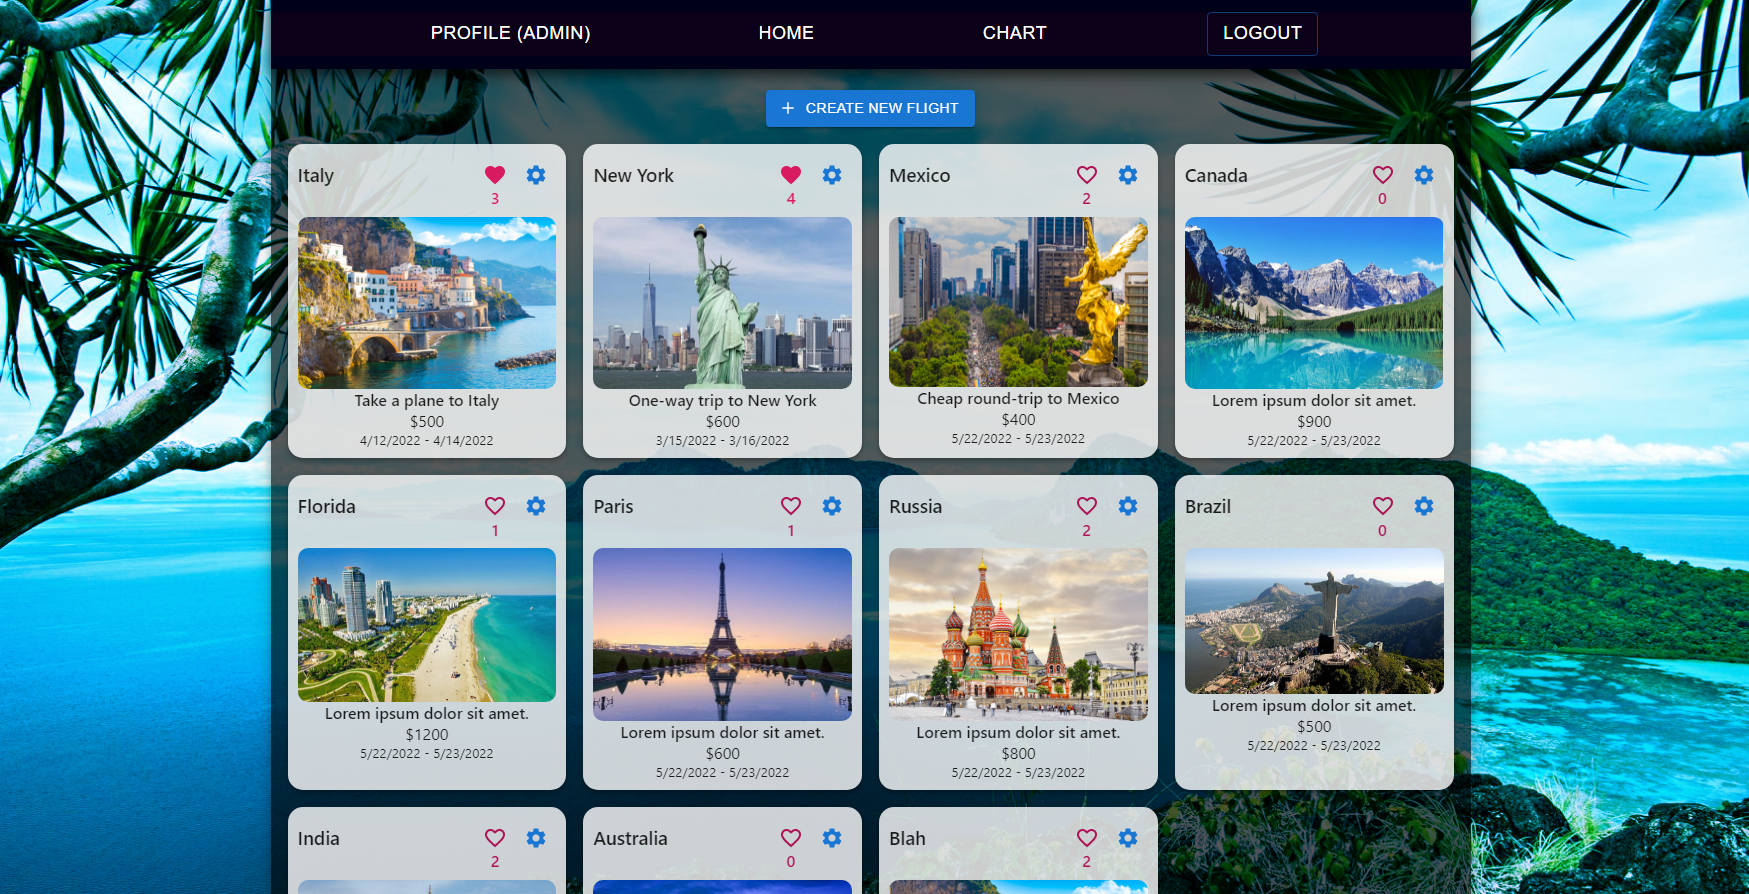 PROFILE (ADMIN) HOME CHART LOGOUT
+ CREATE NEW FLIGHT
Italy
3
Take a plane to Italy
$500
4/12/2022 - 4/14/2022
New York
4
One-way trip to New York
$600
3/15/2022 - 3/16/2022
Mexico
2
Cheap round-trip to Mexico
$400
5/22/2022 - 5/23/2022
Canada
0
Lorem ipsum dolor sit amet.
$900
5/22/2022 - 5/23/2022
Florida
1
Lorem ipsum dolor sit amet.
$1200
5/22/2022 - 5/23/2022
Paris
1
Lorem ipsum dolor sit amet.
$600
5/22/2022 - 5/23/2022
Russia
2
Lorem ipsum dolor sit amet.
$800
5/22/2022 - 5/23/2022
Brazil
0
Lorem ipsum dolor sit amet.
$500
5/22/2022 - 5/23/2022
India
2
Australia
0
Blah
2